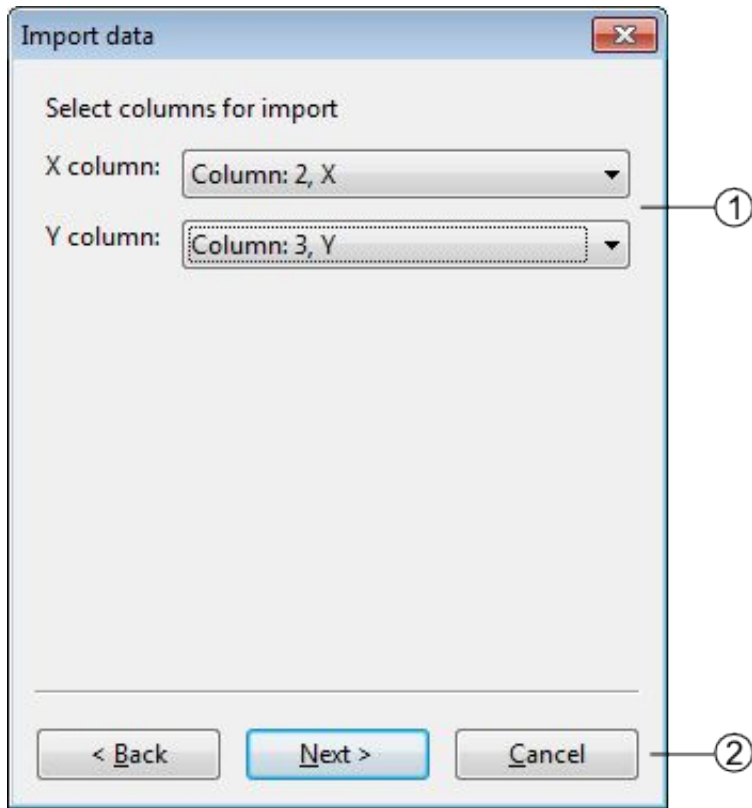 Import data
Select columns for import
X column: Column: 2, X
1
Y column: Column: 3, Y
< Back Next > Cancel 2